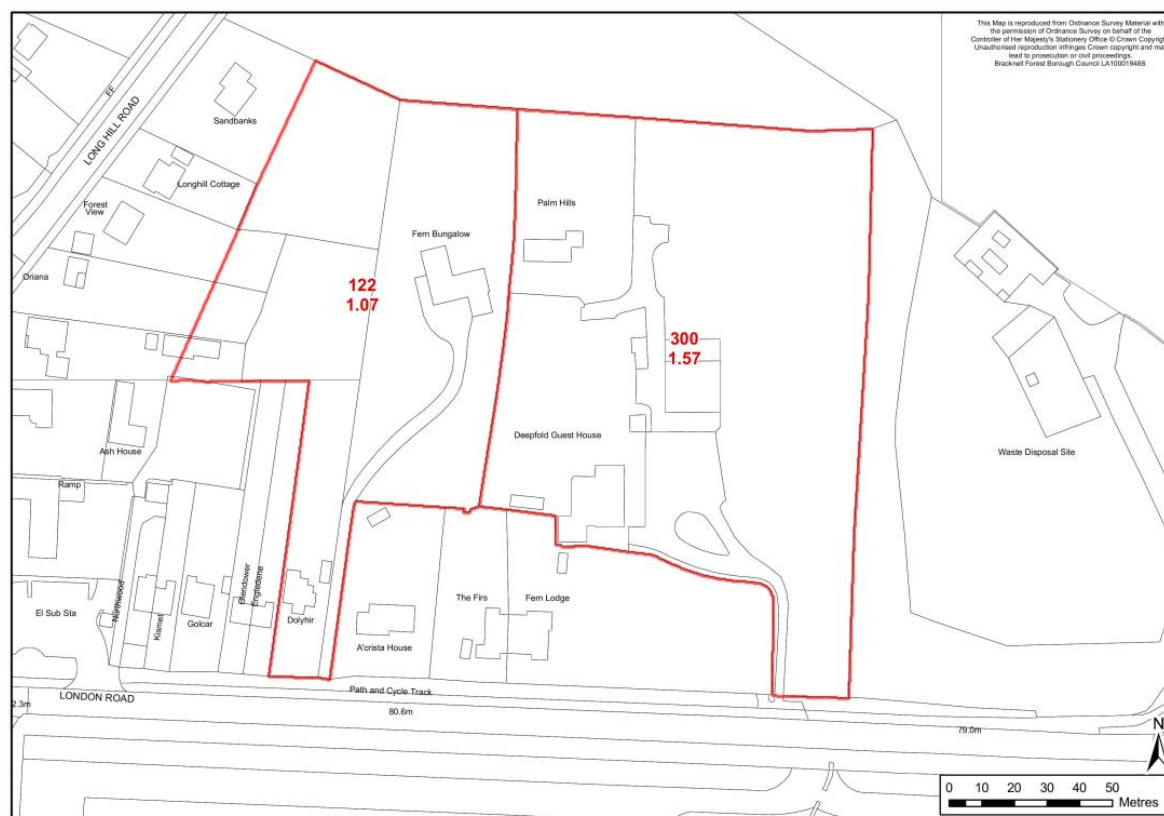 This Map is reproduced from Ordnance Survey Material with
the permission of Ordnance Survey on behalf of the
Controller of Her Majesty's Stationery Office © Crown Copyrigh
Unauthorised reproduction infringes Crown copyright and ma
lead to prosecution or civil proceedings.
Bracknell Forest Borough Council LA100019488.
FF
LONG HILL ROAD
Sandbanks
Longhill Cottage
Forest
View
Oriana
Palm Hills
Fern Bungalow
122
1.07
300
1.57
Deepfold Guest House
Waste Disposal Site
Ash House
Ramp
El Sub Sta
Northwood
Kismet
Golcar
Glendower
Engledene
Dolyhir
A'crista House
The Firs
Fern Lodge
Path and Cycle Track
LONDON ROAD
2.3m
80.6m
79.0m
N
0 10 20 30 40 50
Metres